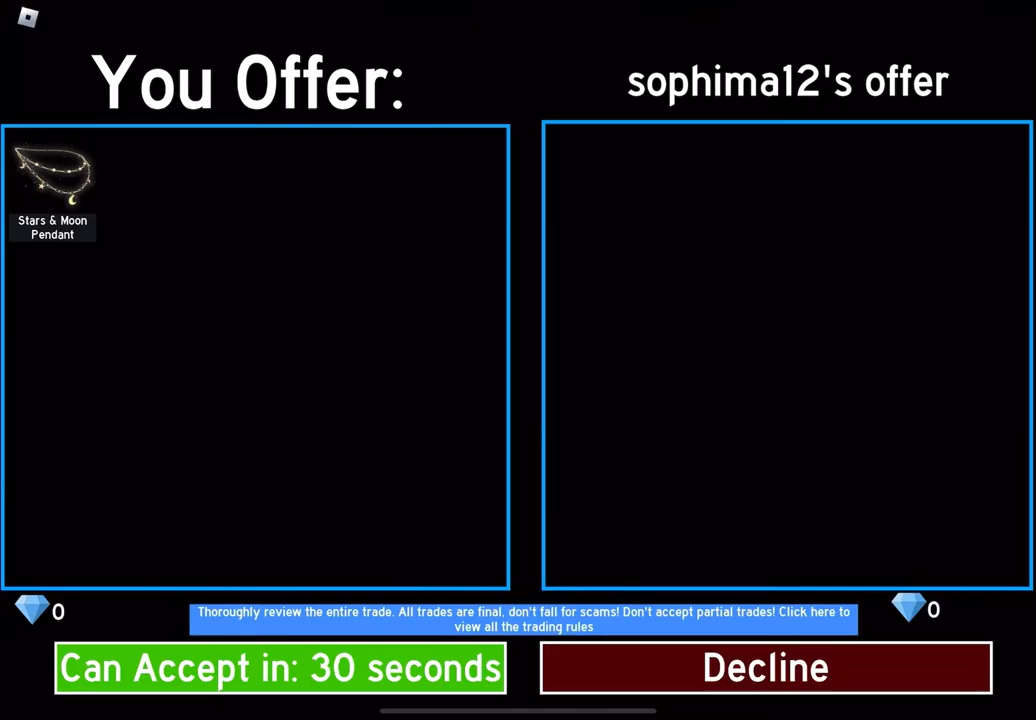 You Offer:
sophima12's offer
Stars & Moon
Pendant
0
0
Thoroughly review the entire trade. All trades are final, don't fall for scams! Don't accept partial trades! Click here to
view all the trading rules
Can Accept in: 30 seconds
Decline